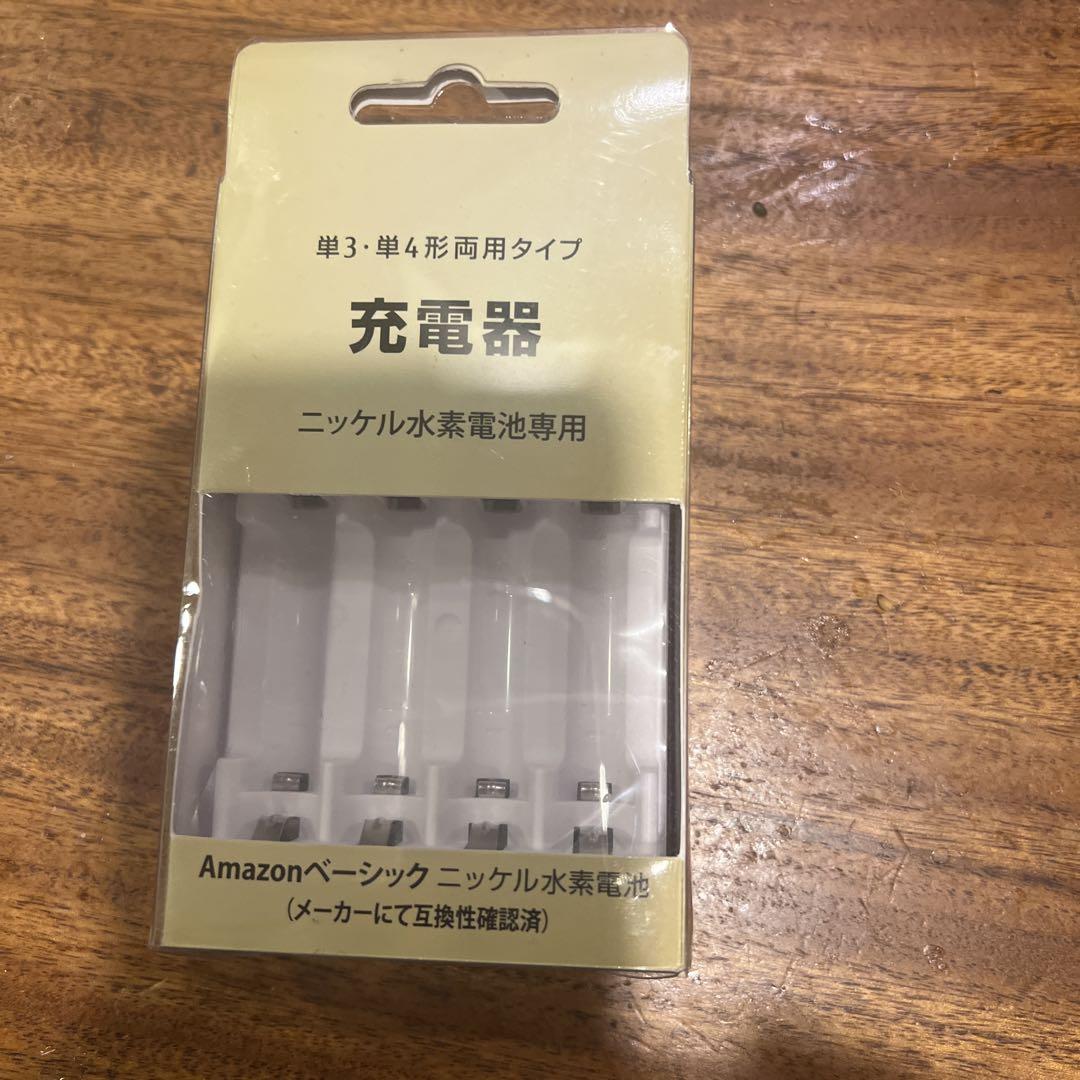 単3・単4形両用タイプ
充電器
ニッケル水素電池専用
Amazonベーシック ニッケル水素電池
(メーカーにて互換性確認済)